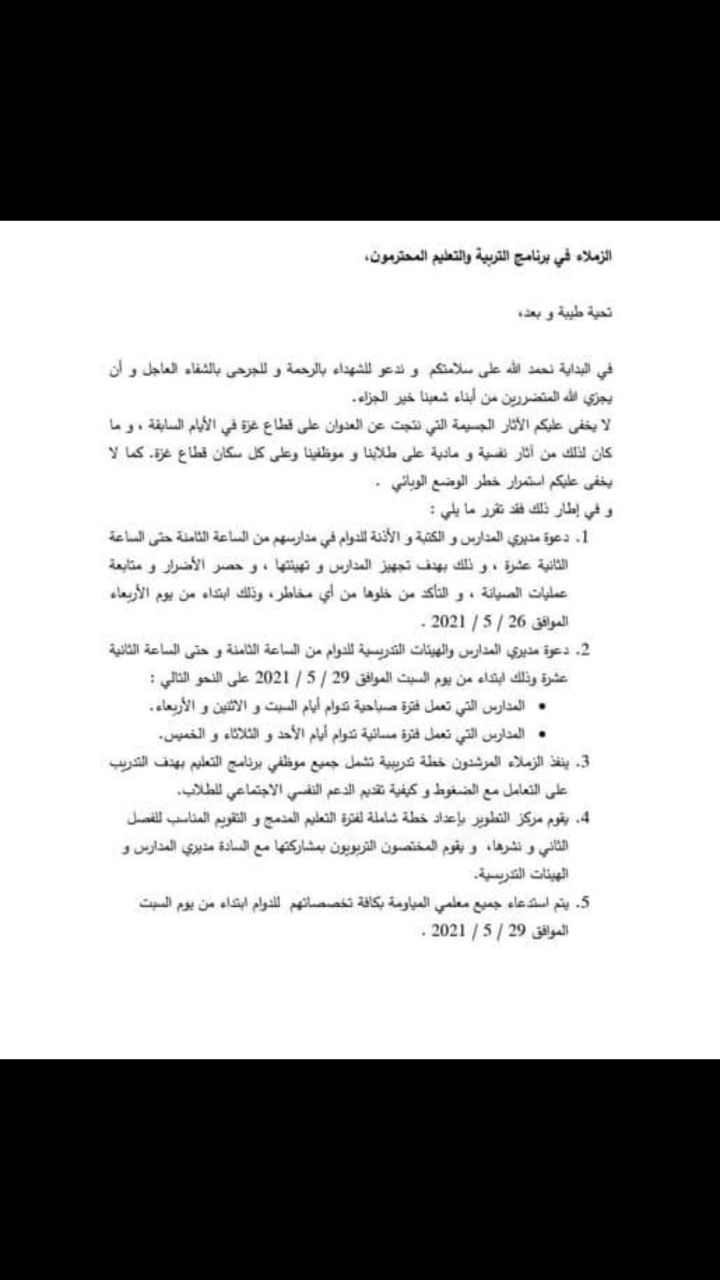 الزملاء في برنامج التربية والتعليم المحترمون،
تحية طيبة و بعد،
في البداية نحمد الله على سلامتكم و ندعو للشهداء بالرحمة و للجرحى بالشفاء العاجل و أن
يجزي الله المتضررين من أبناء شعبنا خير الجزاء.
لا يخفى عليكم الأثار الجسيمة التي نتجت عن العدوان على قطاع غزة في الأيام السابقة ، و ما
كان لذلك من آثار نفسية و مادية على طلابنا و موظفينا وعلى كل سكان قطاع غزة. كما لا
يخفى عليكم استمرار خطر الوضع الوبائي .
و في إطار ذلك فقد تقرر ما يلي :
1. دعوة مديري المدارس و الكتبة و الأذنة للدوام في مدارسهم من الساعة الثامنة حتى الساعة
الثانية عشرة ، و ذلك بهدف تجهيز المدارس و تهيئتها ، و حصر الأضرار و متابعة
عمليات الصيانة ، و التأكد من خلوها من أي مخاطر، وذلك ابتداء من يوم الأربعاء
الموافق 26 / 5 / 2021 .
2. دعوة مديري المدارس والهيئات التدريسية للدوام من الساعة الثامنة و حتى الساعة الثانية
عشرة وذلك ابتداء من يوم السبت الموافق 29 / 5 / 2021 على النحو التالي :
• المدارس التي تعمل فترة صباحية تدوام أيام السبت و الاثنين و الأربعاء.
• المدارس التي تعمل فترة مسائية تدوام أيام الأحد و الثلاثاء و الخميس.
3. ينفذ الزملاء المرشدون خطة تدريبية تشمل جميع موظفي برنامج التعليم بهدف التدريب
على التعامل مع الضغوط و كيفية تقديم الدعم النفسي الاجتماعي للطلاب.
4. يقوم مركز التطوير بإعداد خطة شاملة لفترة التعليم المدمج و التقويم المناسب للفصل
الثاني و نشرها، و يقوم المختصون التربويون بمشاركتها مع السادة مديري المدارس و
الهيئات التدريسية.
5. يتم استدعاء جميع معلمي المياومة بكافة تخصصاتهم للدوام ابتداء من يوم السبت
الموافق 29 / 5 / 2021 .